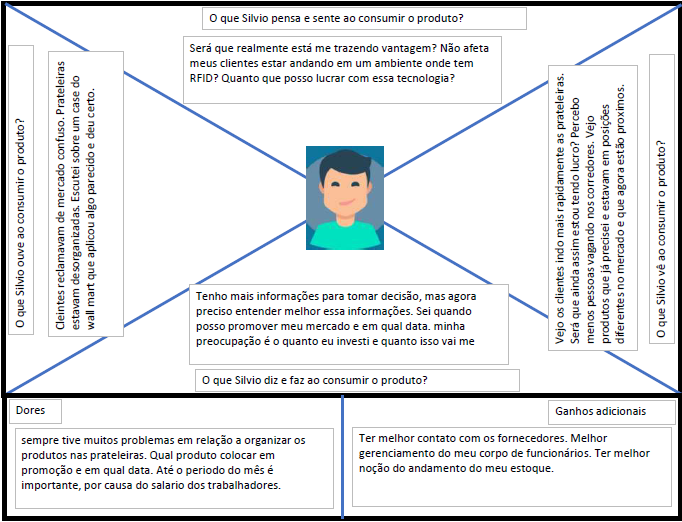 O que Silvio pensa e sente ao consumir o produto?
Será que realmente está me trazendo vantagem? Não afeta
meus clientes estar andando em um ambiente onde tem
RFID? Quanto que posso lucrar com essa tecnologia?
O que Silvio ouve ao consumir o produto?
Cleintes reclamavam de mercado confuso. Prateleiras
estavam desorganizadas. Escutei sobre um case do
wall mart que aplicou algo parecido e deu certo.
Vejo os clientes indo mais rapidamente as prateleiras.
Será que ainda assim estou tendo lucro? Percebo
menos pessoas vagando nos corredores. Vejo
produtos que já precisei e estavam em posições
diferentes no mercado e que agora estão proximos.
O que Silvio vê ao consumir o produto?
Tenho mais informações para tomar decisão, mas agora
preciso entender melhor essa informações. Sei quando
posso promover meu mercado e em qual data. minha
preocupação é o quanto eu investi e quanto isso vai me
O que Silvio diz e faz ao consumir o produto?
Dores
sempre tive muitos problemas em relação a organizar os
produtos nas prateleiras. Qual produto colocar em
promoção e em qual data. Até o periodo do mês é
importante, por causa do salario dos trabalhadores.
Ganhos adicionais
Ter melhor contato com os fornecedores. Melhor
gerenciamento do meu corpo de funcionários. Ter melhor
noção do andamento do meu estoque.